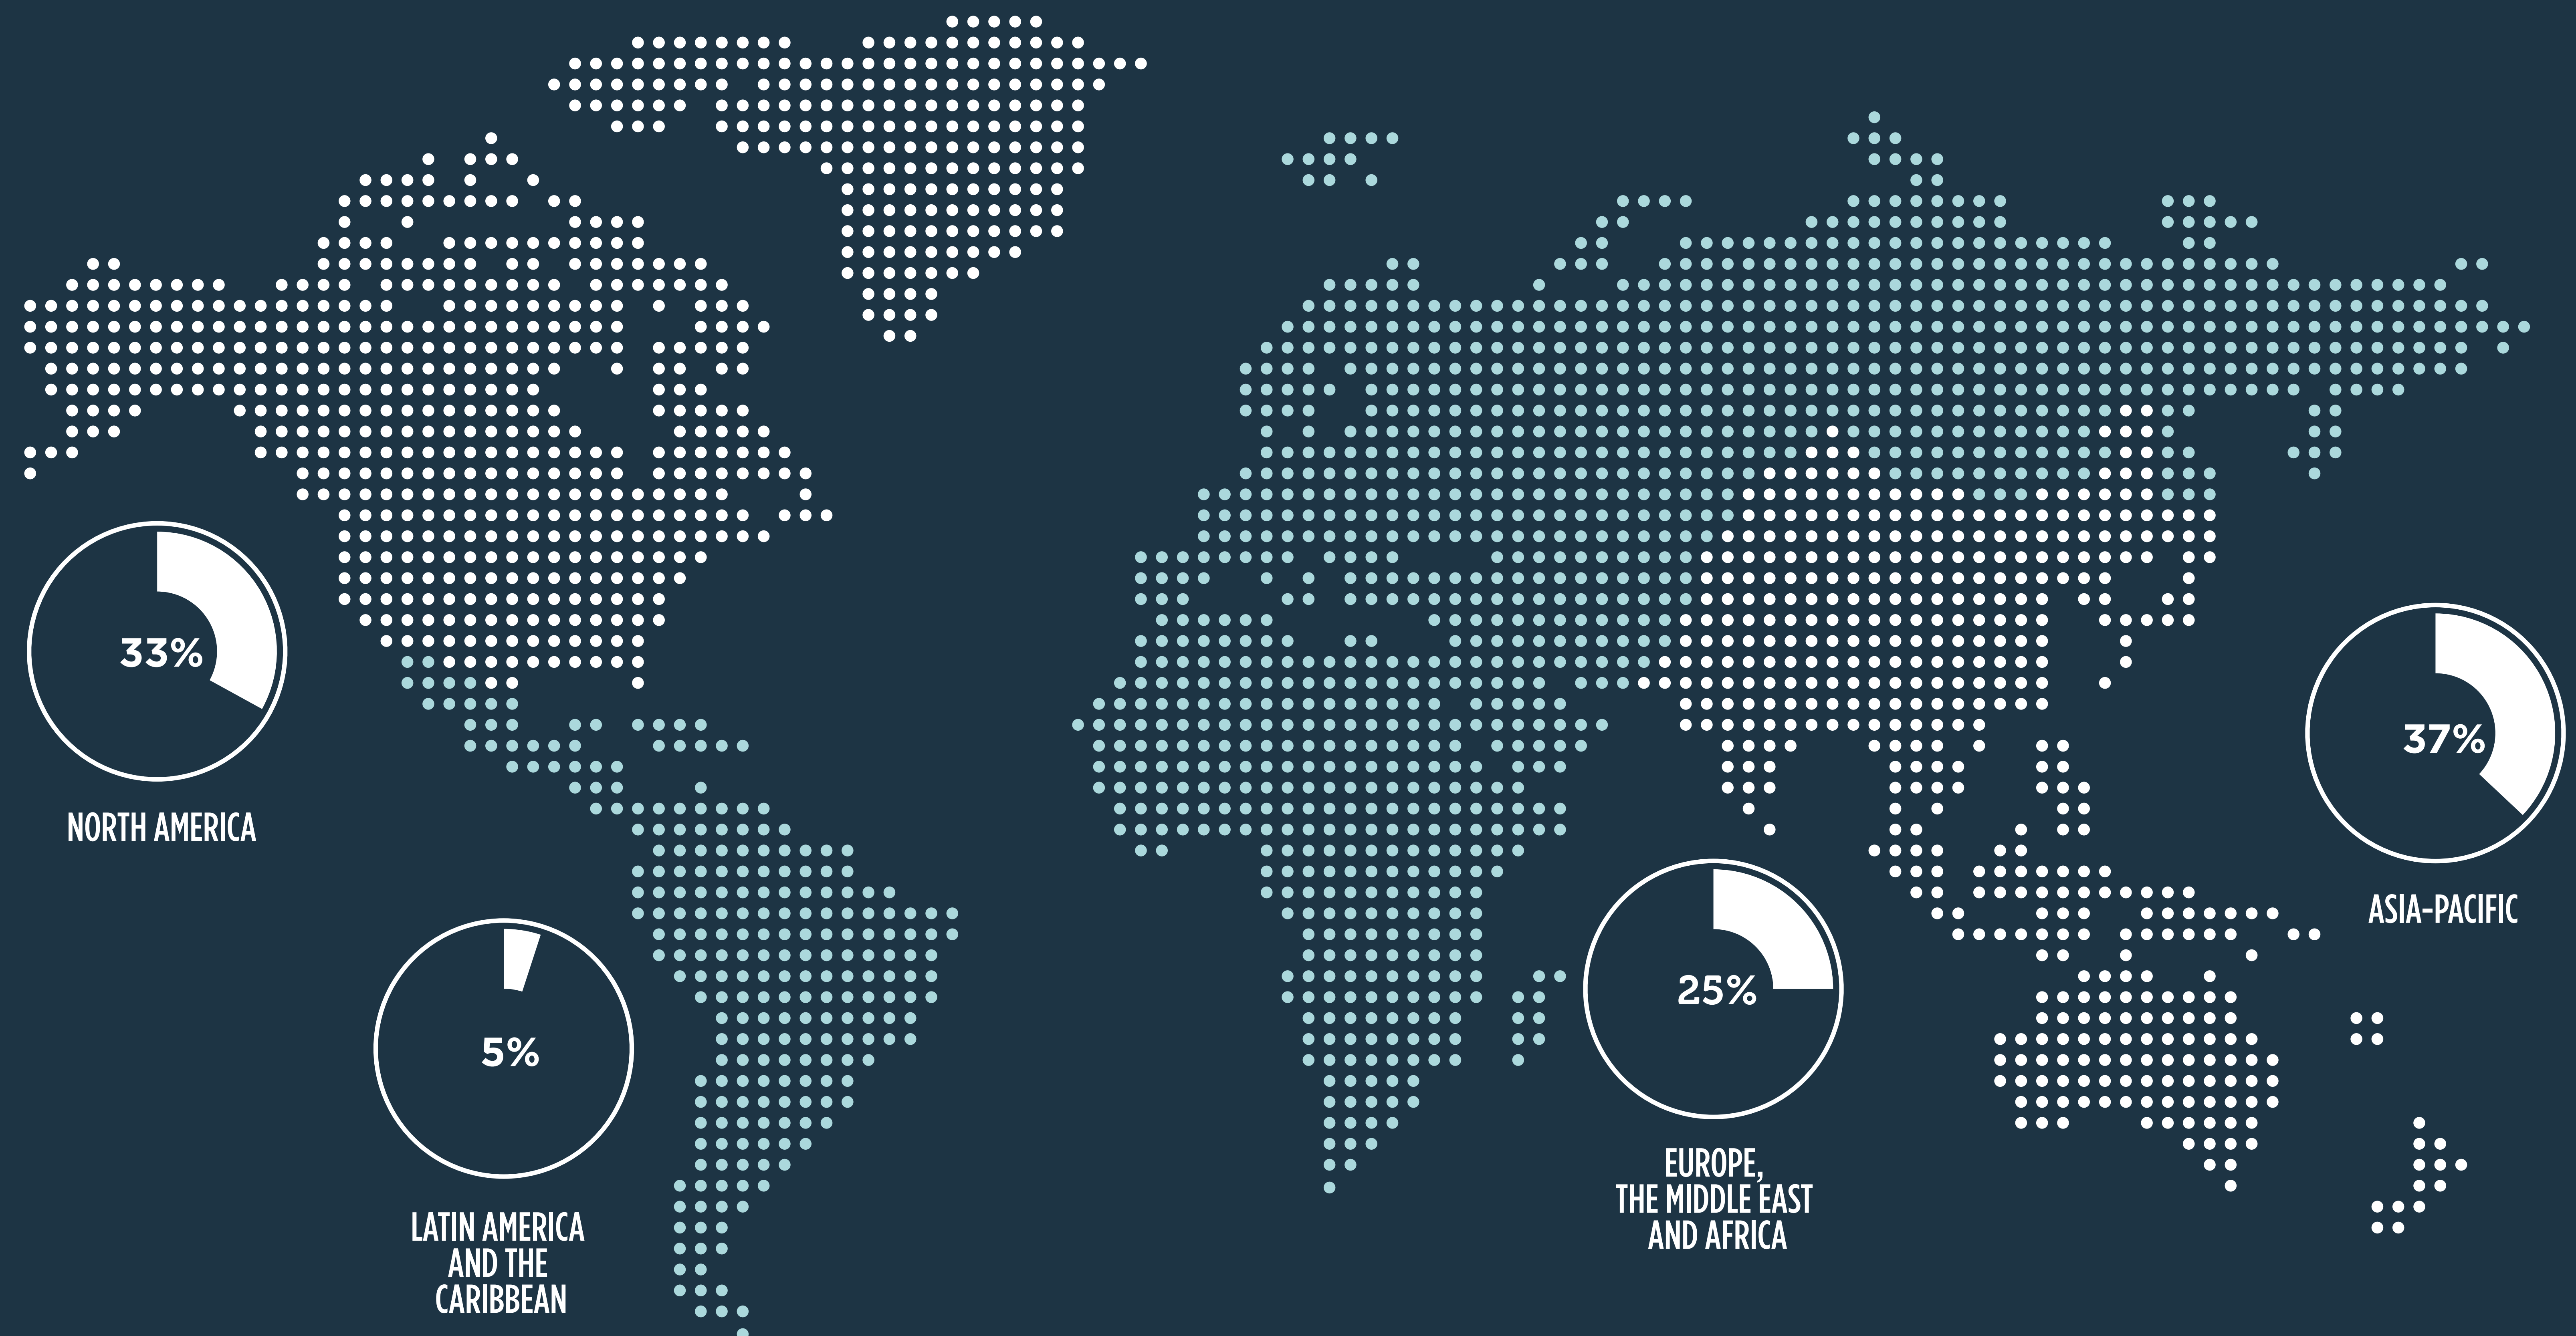 33%
NORTH AMERICA
5%
LATIN AMERICA
AND THE
CARIBBEAN
25%
EUROPE,
THE MIDDLE EAST
AND AFRICA
37%
ASIA-PACIFIC